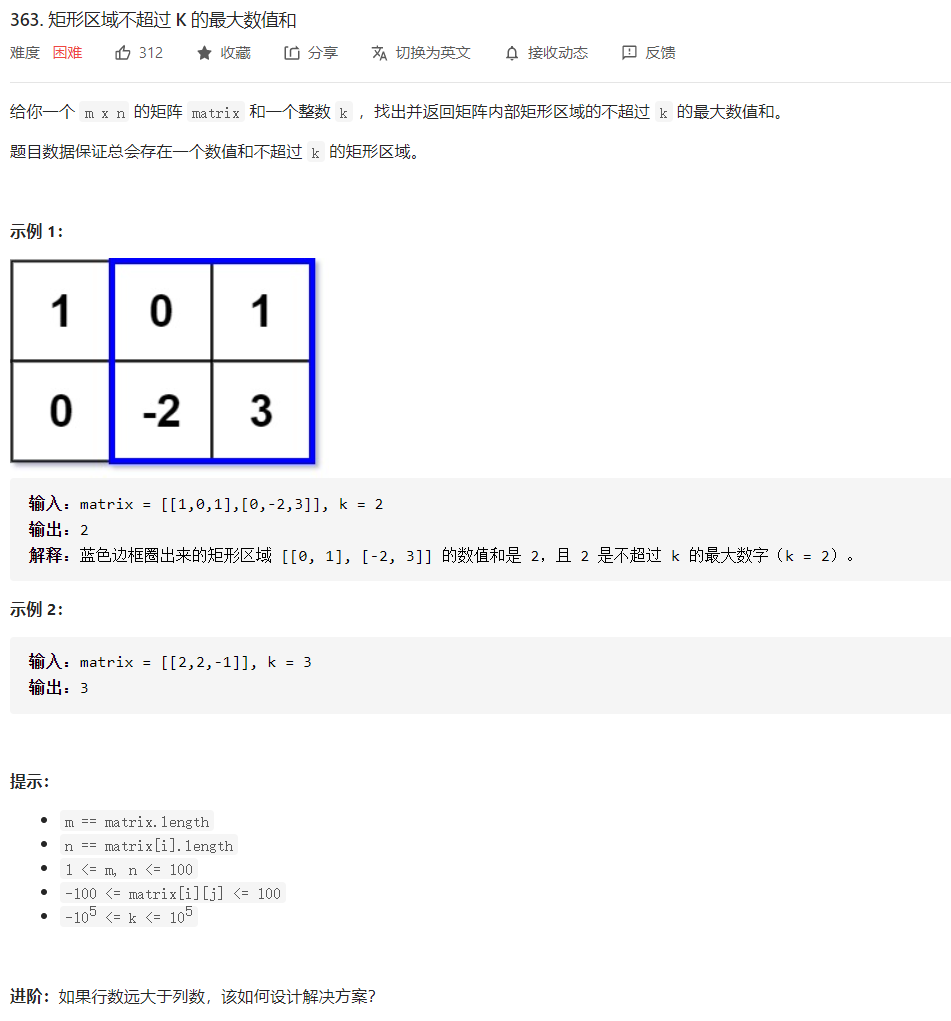 363. 矩形区域不超过 K 的最大数值和
难度 困难 312 收藏 分享 切换为英文 接收动态 反馈
给你一个 m x n 的矩阵 matrix 和一个整数 k ，找出并返回矩阵内部矩形区域的不超过 k 的最大数值和。
题目数据保证总会存在一个数值和不超过 k 的矩形区域。
示例 1：
1 0 1
0 -2 3
输入：matrix = [[1,0,1],[0,-2,3]], k = 2
输出：2
解释：蓝色边框圈出来的矩形区域 [[0, 1], [-2, 3]] 的数值和是 2，且 2 是不超过 k 的最大数字（k = 2）。
示例 2：
输入：matrix = [[2,2,-1]], k = 3
输出：3
提示：
m == matrix.length
n == matrix[i].length
1 <= m, n <= 100
-100 <= matrix[i][j] <= 100
-10⁵ <= k <= 10⁵
进阶：如果行数远大于列数，该如何设计解决方案？